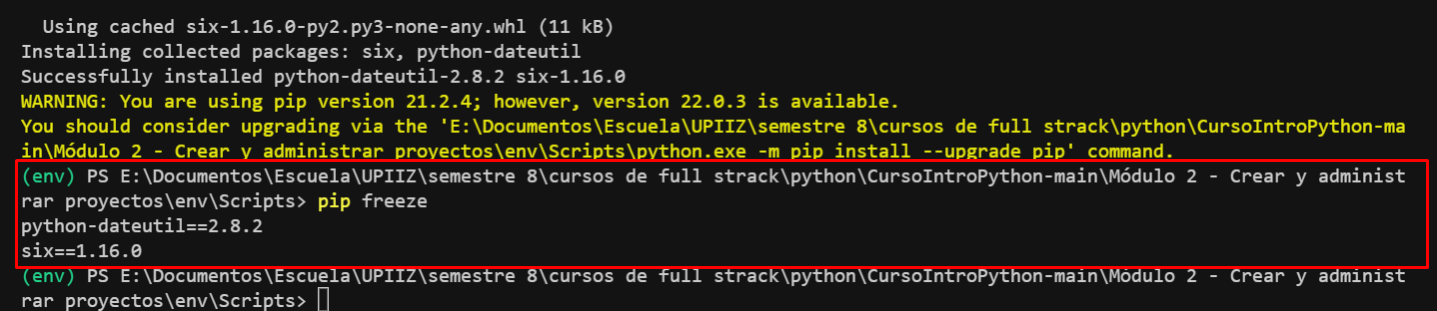 Using cached six-1.16.0-py2.py3-none-any.whl (11 kB)
Installing collected packages: six, python-dateutil
Successfully installed python-dateutil-2.8.2 six-1.16.0
WARNING: You are using pip version 21.2.4; however, version 22.0.3 is available.
You should consider upgrading via the 'E:\Documentos\Escuela\UPIIZ\semestre 8\cursos de full strack\python\CursoIntroPython-ma
in\Módulo 2 - Crear y administrar proyectos\env\Scripts\python.exe -m pip install --upgrade pip' command.
(env) PS E:\Documentos\Escuela\UPIIZ\semestre 8\cursos de full strack\python\CursoIntroPython-main\Módulo 2 - Crear y administ
rar proyectos\env\Scripts> pip freeze
python-dateutil==2.8.2
six==1.16.0
(env) PS E:\Documentos\Escuela\UPIIZ\semestre 8\cursos de full strack\python\CursoIntroPython-main\Módulo 2 - Crear y administ
rar proyectos\env\Scripts>